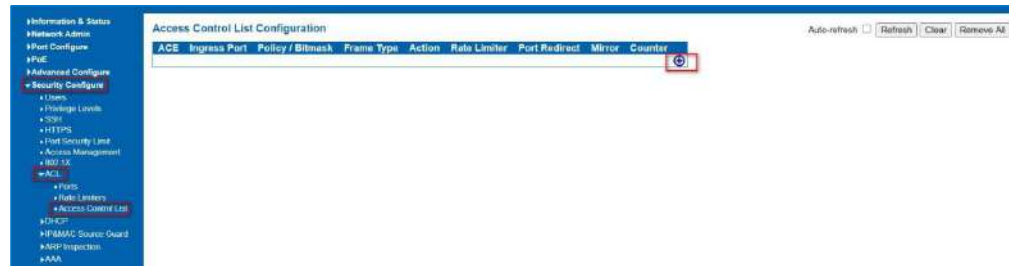 Information & Status
Network Admin
Port Configure
PoE
Advanced Configure
Security Configure
Users
Privilege Levels
SSH
HTTPS
Port Security Limit
Access Management
802.1X
ACL
Ports
Rate Limiters
Access Control List
DHCP
IP&MAC Source Guard
ARP Inspection
AAA
Access Control List Configuration
Auto-refresh Refresh Clear Remove All
ACE Ingress Port Policy / Bitmask Frame Type Action Rate Limiter Port Redirect Mirror Counter